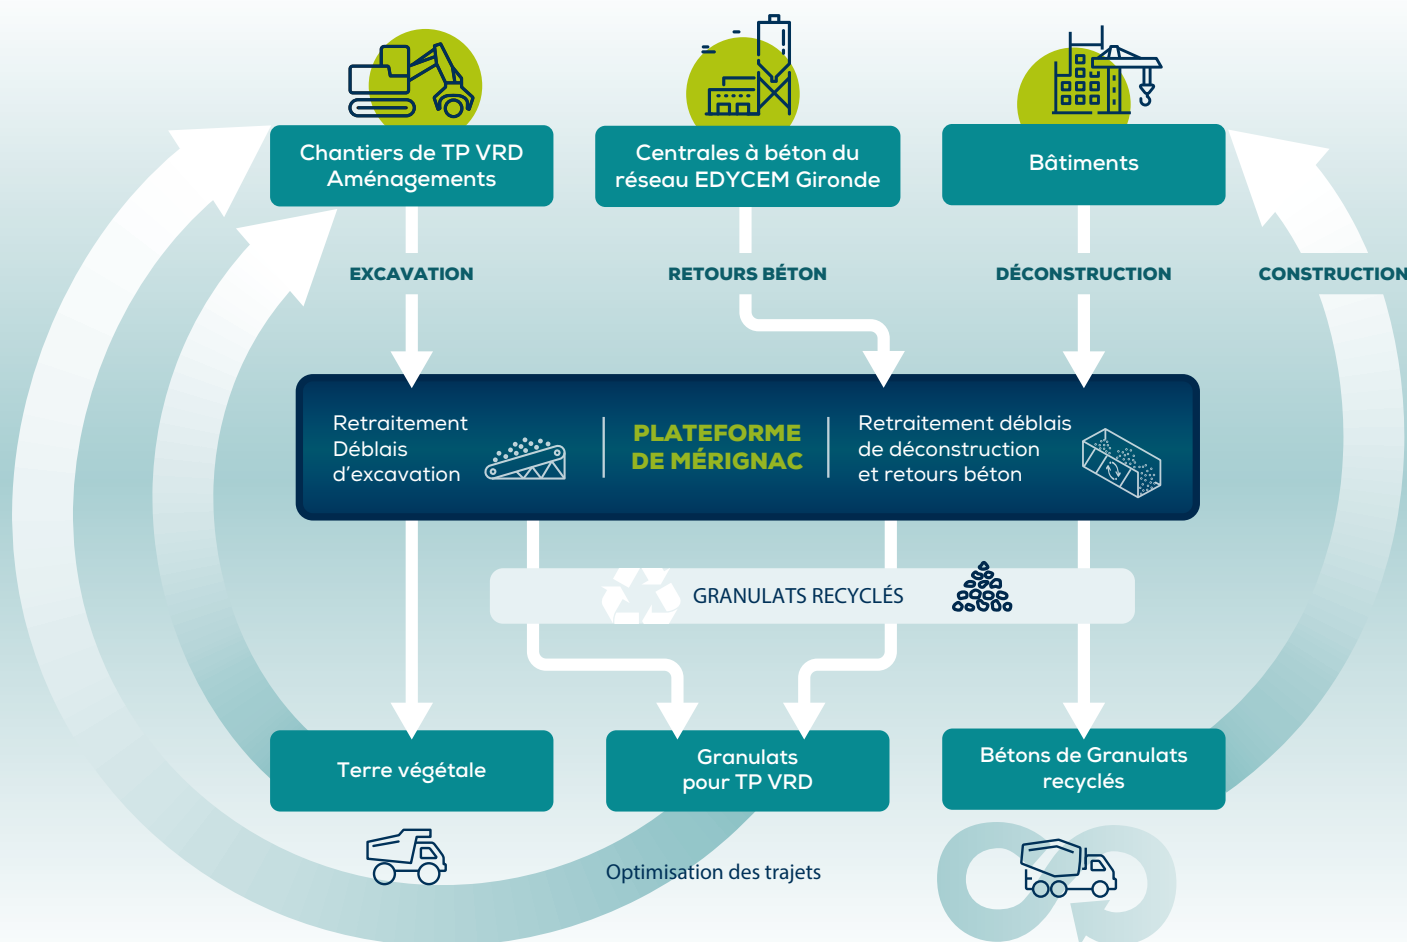 Chantiers de TP VRD
Aménagements
Centrales à béton du
réseau EDYCEM Gironde
Bâtiments
EXCAVATION
RETOURS BÉTON
DÉCONSTRUCTION
CONSTRUCTION
Retraitement
Déblais
d'excavation
PLATEFORME
DE MÉRIGNAC
Retraitement déblais
de déconstruction
et retours béton
GRANULATS RECYCLÉS
Terre végétale
Granulats
pour TP VRD
Bétons de Granulats
recyclés
Optimisation des trajets